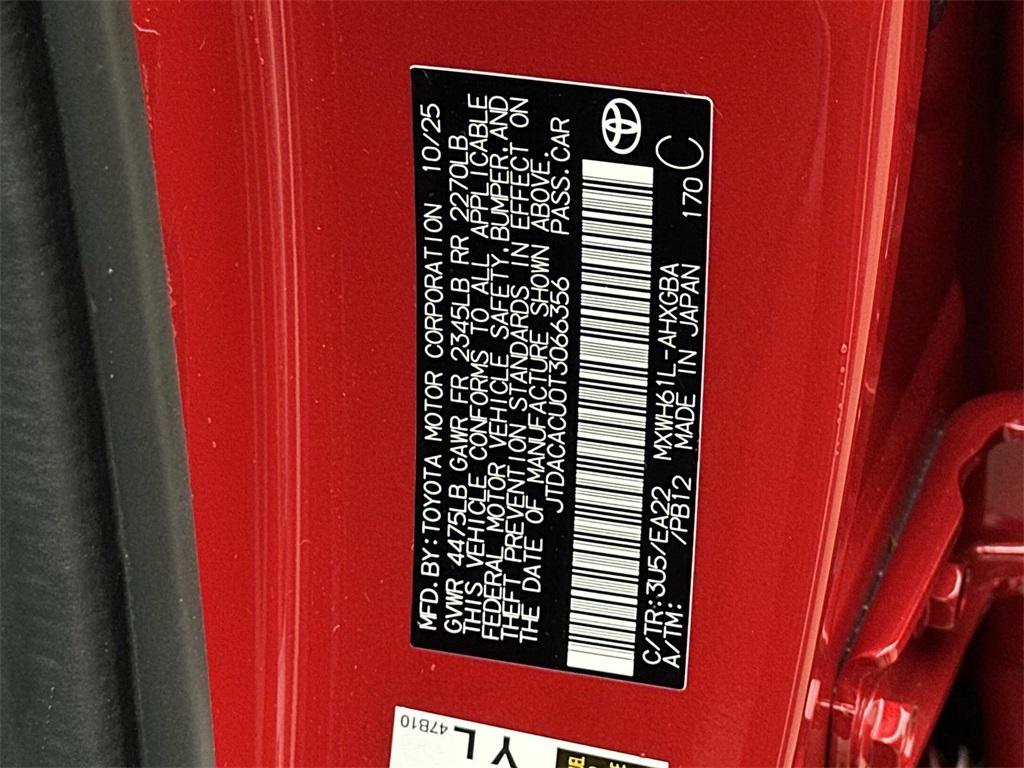 MFD. BY: TOYOTA MOTOR CORPORATION 10/25
GVWR 4475LB GAWR FR 2345LB RR 2270LB
THIS VEHICLE CONFORMS TO ALL APPLICABLE
FEDERAL MOTOR VEHICLE SAFETY, BUMPER, AND
THEFT PREVENTION STANDARDS IN EFFECT ON
THE DATE OF MANUFACTURE SHOWN ABOVE.
JTDACACU0T3066356 PASS. CAR
C/TR: 3U5/EA22 MXWH61L-AHXGBA 170 C
A/TM: /PB12 MADE IN JAPAN
47B10
YL